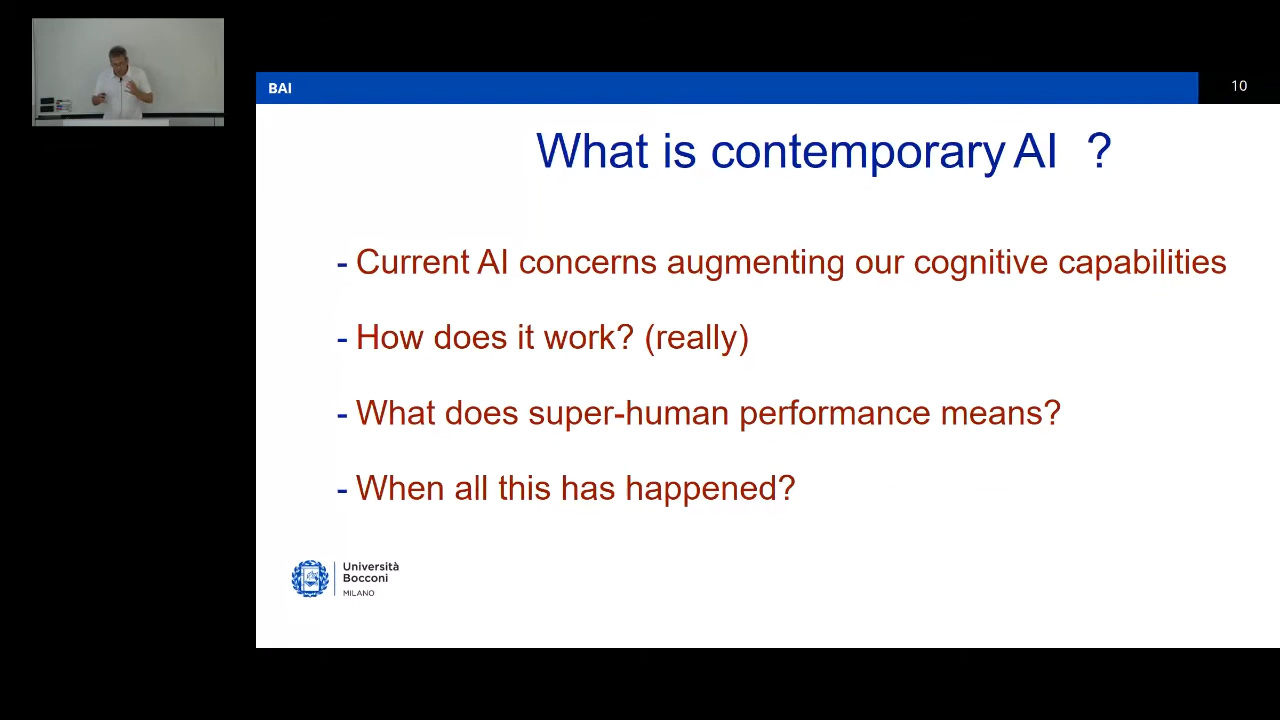 BAI
10
What is contemporary AI ?
- Current AI concerns augmenting our cognitive capabilities
- How does it work? (really)
- What does super-human performance means?
- When all this has happened?
Università
Bocconi
MILANO